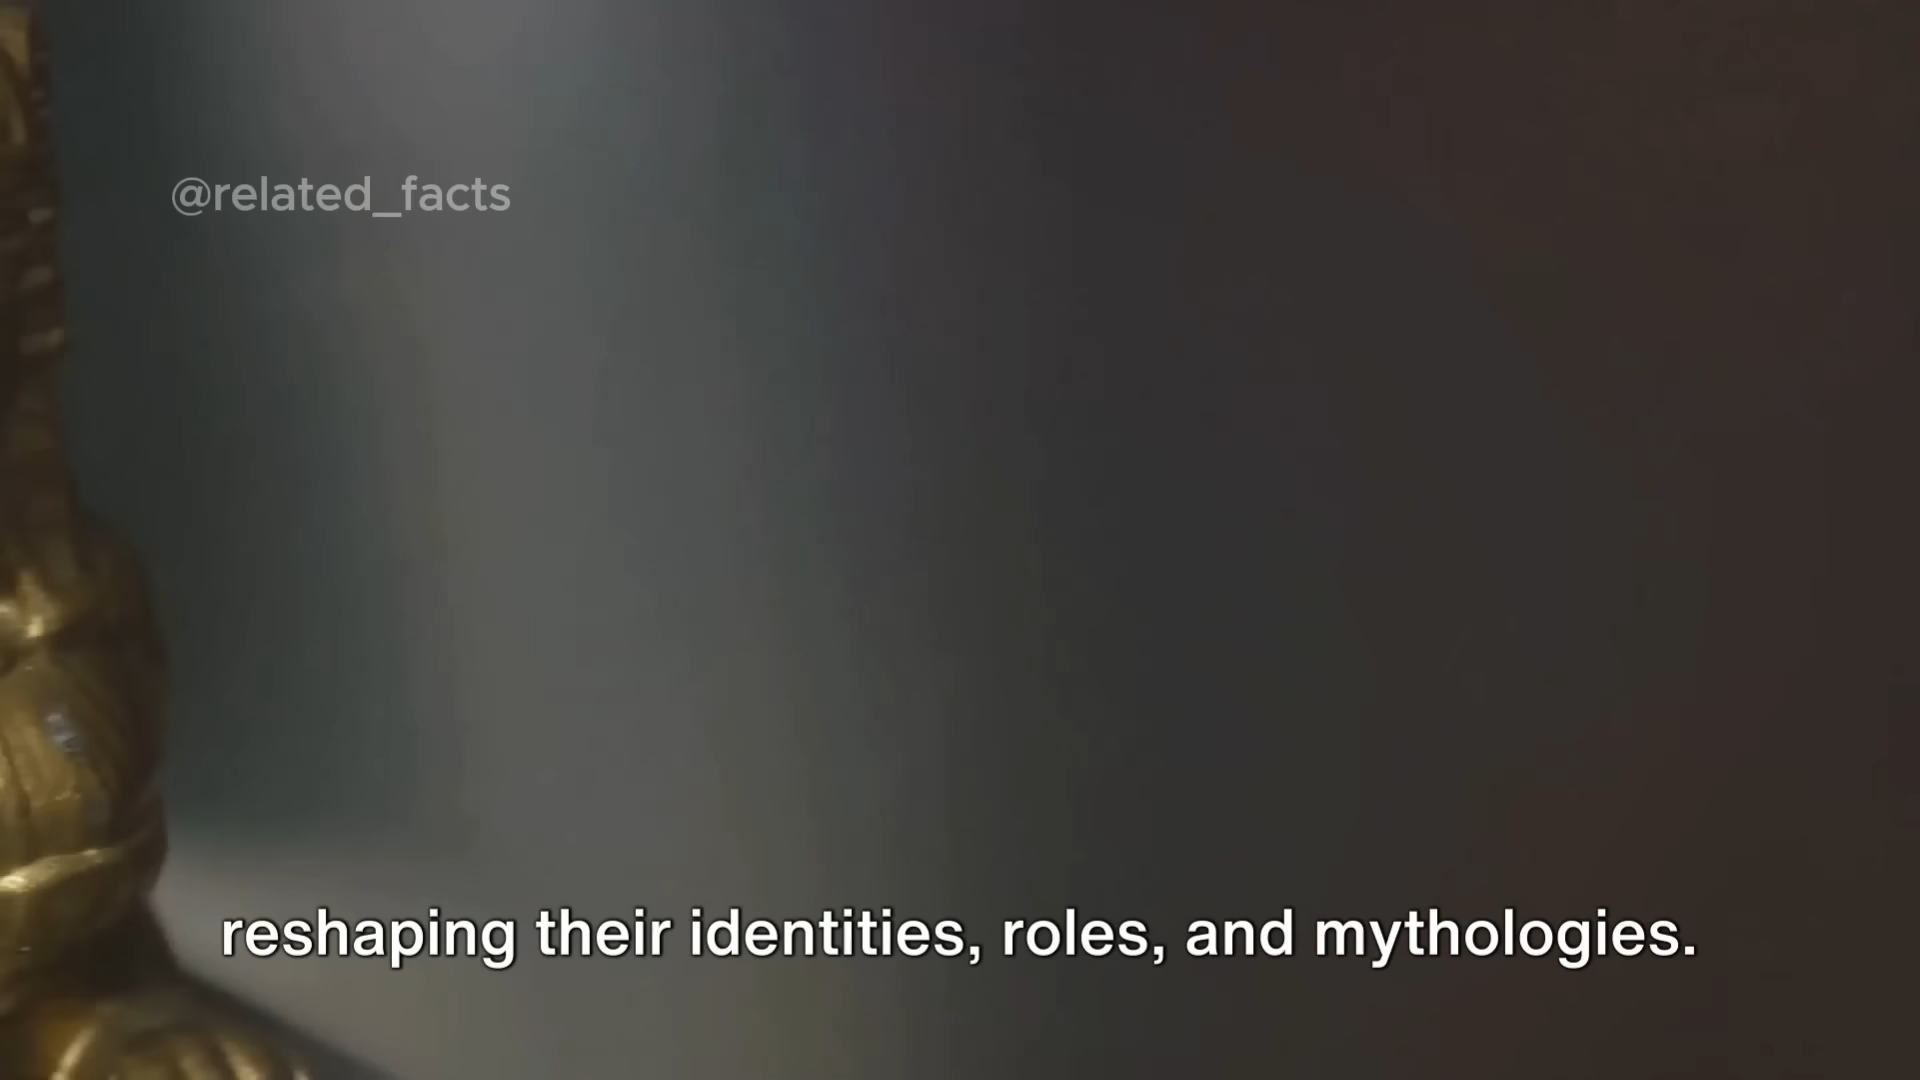 @related_facts
reshaping their identities, roles, and mythologies.